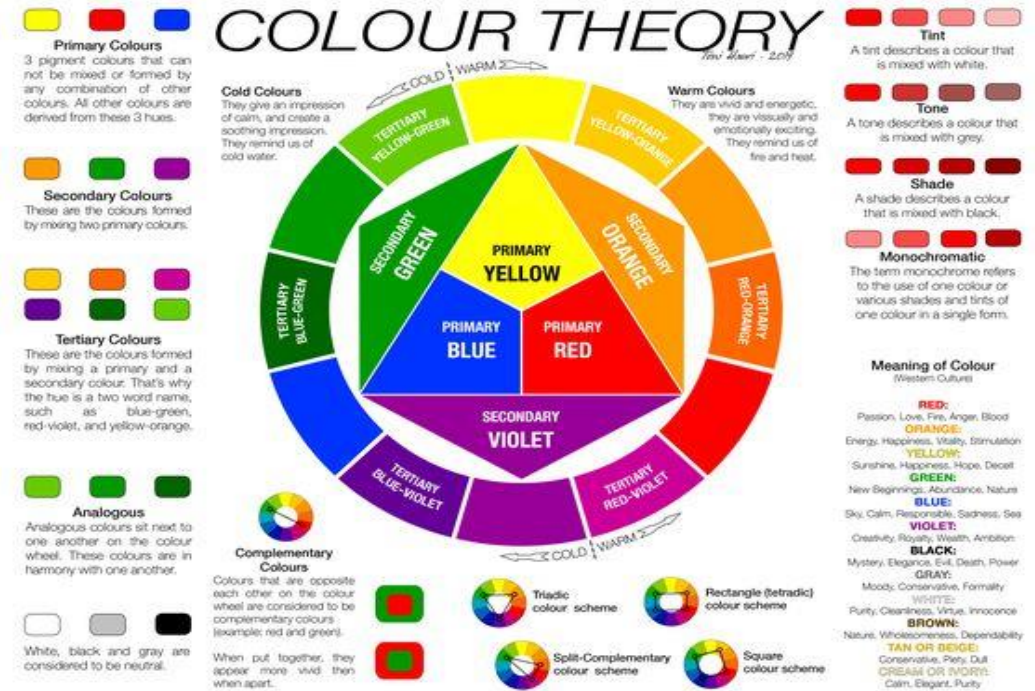 COLOUR THEORY
Primary Colours
3 pigment colours that can
not be mixed or formed by
any combination of other
colours. All other colours are
derived from these 3 hues.
Secondary Colours
These are the colours formed
by mixing two primary colours.
Tertiary Colours
These are the colours formed
by mixing a primary and a
secondary colour. That's why
the hue is a two word name,
such as blue-green,
red-violet, and yellow-orange.
Analogous
Analogous colours sit next to
one another on the colour
wheel. These colours are in
harmony with one another.
White, black and gray are
considered to be neutral.
Cold Colours
They give an impression
of calm, and create a
soothing impression.
They remind us of
cold water.
COLD
WARM
Warm Colours
They are vivid and energetic,
they are vissually and
emotionally exciting.
They remind us of
fire and heat.
TERTIARY
YELLOW-GREEN
TERTIARY
YELLOW-ORANGE
SECONDARY
GREEN
PRIMARY
YELLOW
SECONDARY
ORANGE
TERTIARY
BLUE-GREEN
TERTIARY
RED-ORANGE
PRIMARY
BLUE
PRIMARY
RED
SECONDARY
VIOLET
TERTIARY
BLUE-VIOLET
TERTIARY
RED-VIOLET
COLD
WARM
Complementary
Colours
Colours that are opposite
each other on the colour
wheel are considered to be
complementary colours
(example: red and green).
When put together, they
appear more vivid then
when apart.
Triadic
colour scheme
Rectangle (tetradic)
colour scheme
Split-Complementary
colour scheme
Square
colour scheme
Tint
A tint describes a colour that
is mixed with white.
Tone
A tone describes a colour that
is mixed with grey.
Shade
A shade describes a colour
that is mixed with black.
Monochromatic
The term monochrome refers
to the use of one colour or
various shades and tints of
one colour in a single form.
Meaning of Colour
(Western Culture)
RED:
Passion, Love, Fire, Anger, Blood
ORANGE:
Energy, Happiness, Vitality, Stimulation
YELLOW:
Sunshine, Happiness, Hope, Deceit
GREEN:
New Beginnings, Abundance, Nature
BLUE:
Sky, Calm, Responsible, Sadness, Sea
VIOLET:
Creativity, Royalty, Wealth, Ambition
BLACK:
Mystery, Elegance, Evil, Death, Power
GRAY:
Moody, Conservative, Formality
WHITE:
Purity, Cleanliness, Virtue, Innocence
BROWN:
Nature, Wholesomeness, Dependability
TAN OR BEIGE:
Conservative, Piety, Dull
CREAM OR IVORY:
Calm, Elegant, Purity